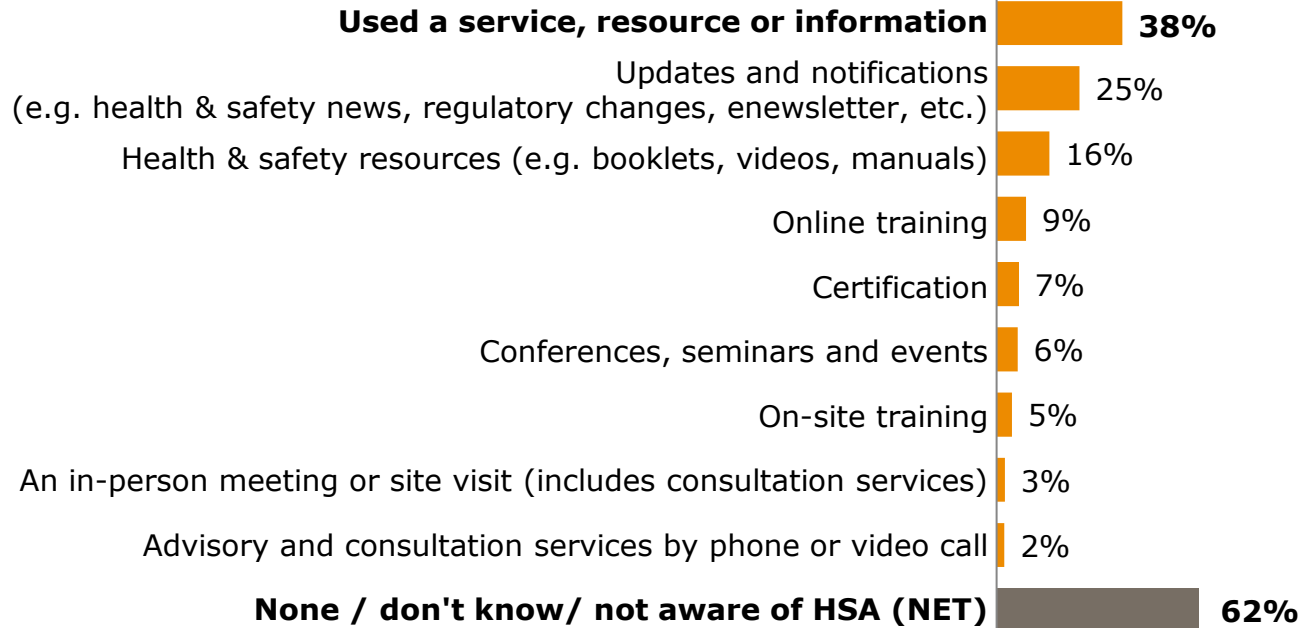 Used a service, resource or information 38%
Updates and notifications
(e.g. health & safety news, regulatory changes, enewsletter, etc.) 25%
Health & safety resources (e.g. booklets, videos, manuals) 16%
Online training 9%
Certification 7%
Conferences, seminars and events 6%
On-site training 5%
An in-person meeting or site visit (includes consultation services) 3%
Advisory and consultation services by phone or video call 2%
None / don't know/ not aware of HSA (NET) 62%